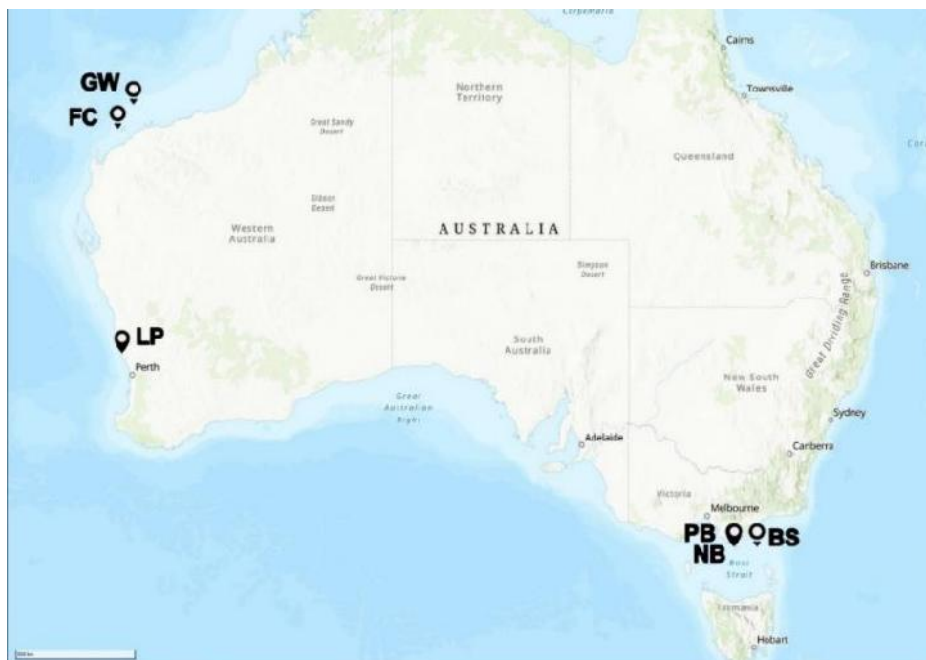 Cairns
GW
FC
Townsville
Northern
Territory
Great Sandy
Desert
Queensland
Gibson
Desert
Western
Australia
AUSTRALIA
Great Victoria
Desert
Simpson
Desert
Brisbane
Great Dividing Range
LP
Perth
South
Australia
New South
Wales
Great
Australian
Sydney
Adelaide
Canberra
Victoria
Melbourne
PB
BS
NB
Bass
Strait
Tasmania
Hobart